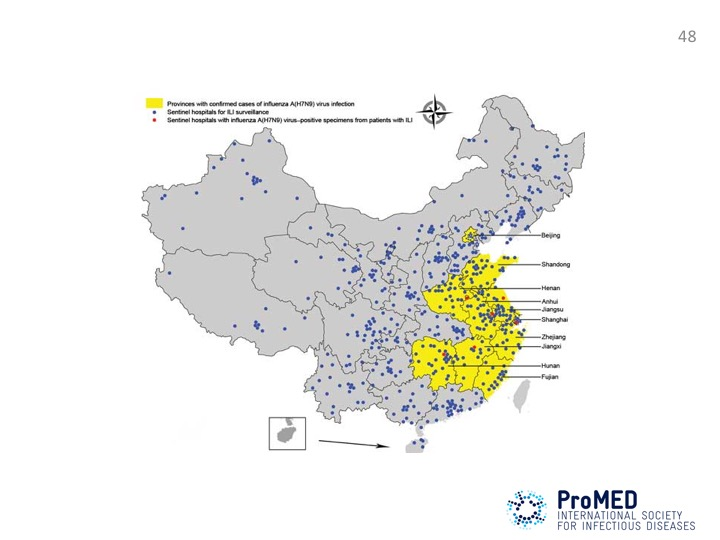 48
Provinces with confirmed cases of influenza A(H7N9) virus infection
Sentinel hospitals for ILI surveillance
Sentinel hospitals with influenza A(H7N9) virus–positive specimens from patients with ILI
Beijing
Shandong
Henan
Anhui
Jiangsu
Shanghai
Zhejiang
Jiangxi
Hunan
Fujian
ProMED
INTERNATIONAL SOCIETY
FOR INFECTIOUS DISEASES